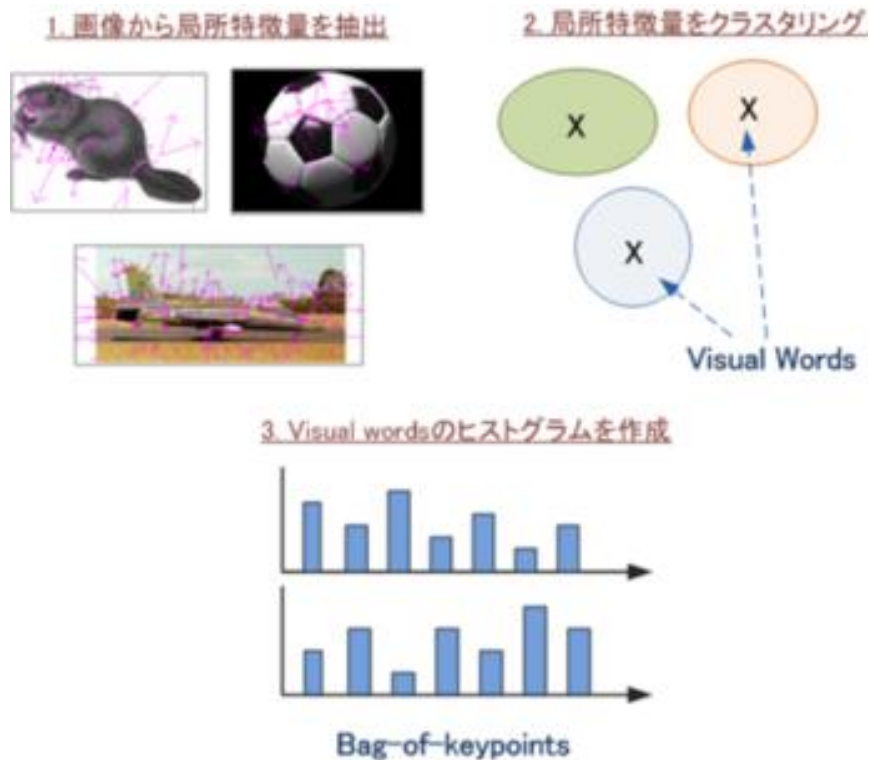 1. 画像から局所特徴量を抽出
2. 局所特徴量をクラスタリング
X
X
X
Visual Words
3. Visual wordsのヒストグラムを作成
Bag-of-keypoints